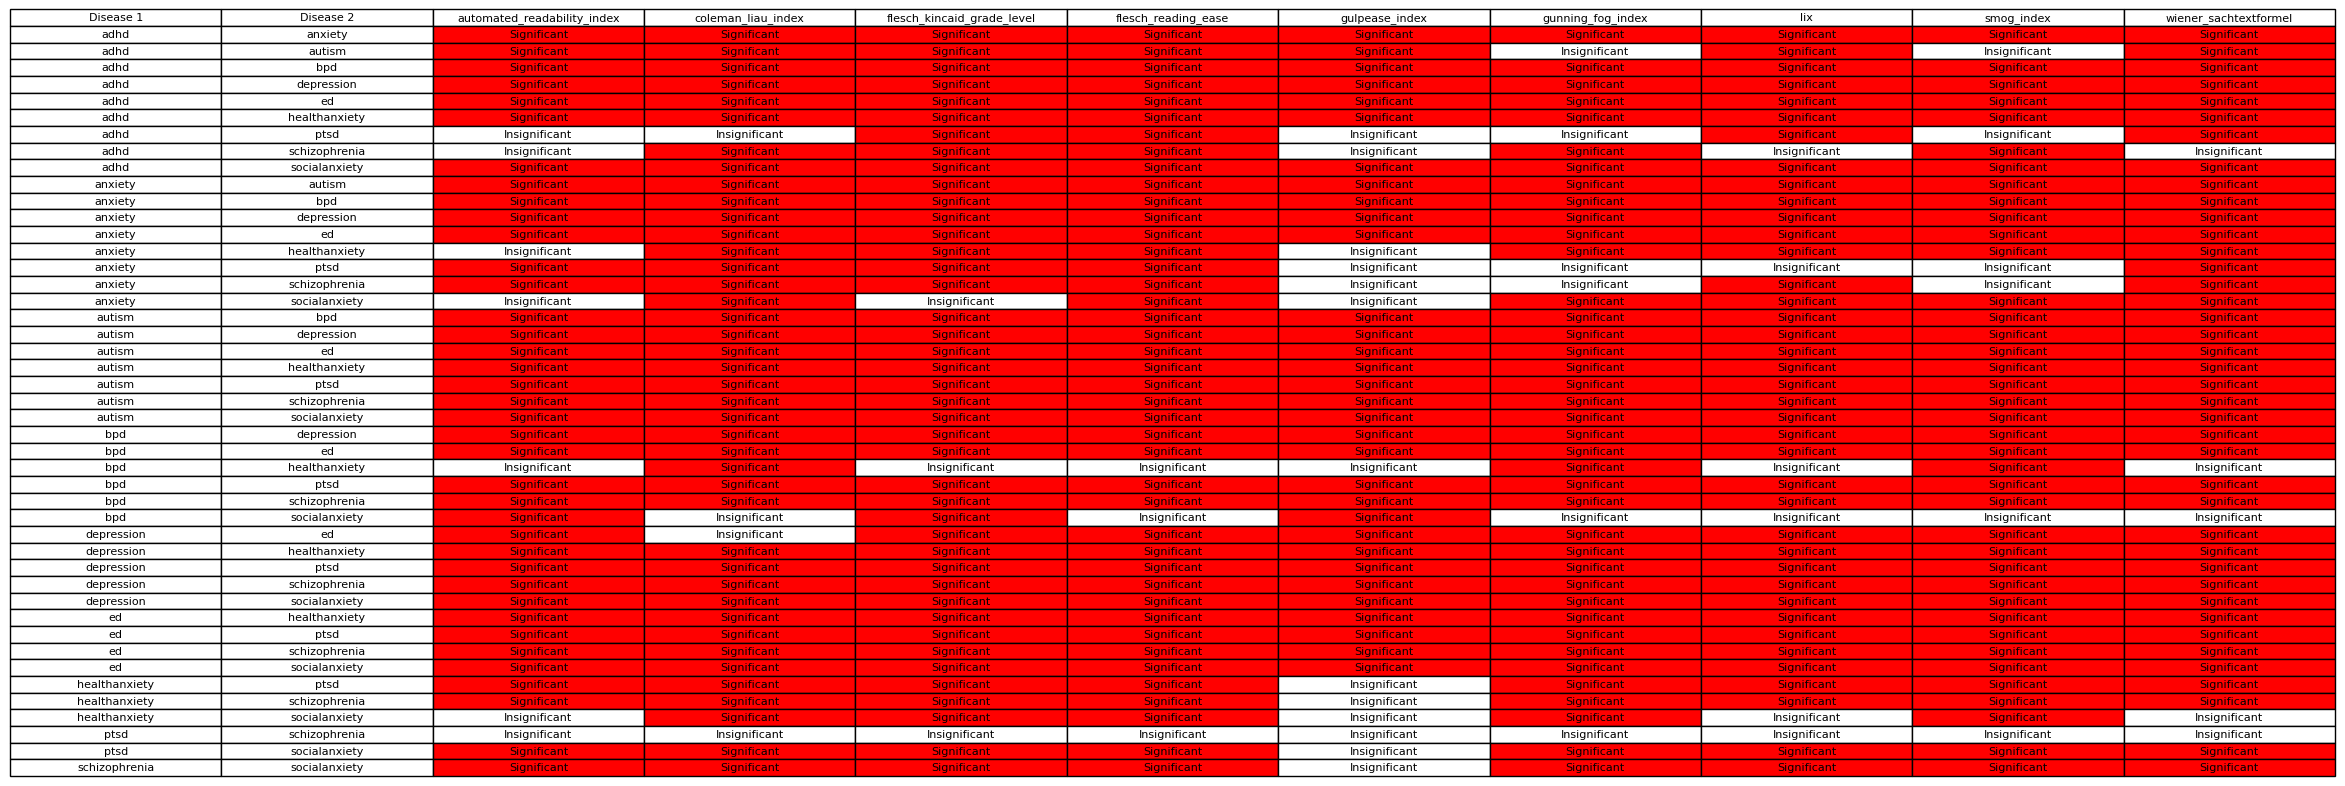 Disease 1 Disease 2 automated_readability_index coleman_liau_index flesch_kincaid_grade_level flesch_reading_ease gulpease_index gunning_fog_index lix smog_index wiener_sachtextformel
adhd anxiety Significant Significant Significant Significant Significant Significant Significant Significant Significant
adhd autism Significant Significant Significant Significant Significant Insignificant Significant Insignificant Significant
adhd bpd Significant Significant Significant Significant Significant Significant Significant Significant Significant
adhd depression Significant Significant Significant Significant Significant Significant Significant Significant Significant
adhd ed Significant Significant Significant Significant Significant Significant Significant Significant Significant
adhd healthanxiety Significant Significant Significant Significant Significant Significant Significant Significant Significant
adhd ptsd Insignificant Insignificant Significant Significant Insignificant Insignificant Significant Insignificant Significant
adhd schizophrenia Insignificant Significant Significant Significant Insignificant Significant Insignificant Significant Insignificant
adhd socialanxiety Significant Significant Significant Significant Significant Significant Significant Significant Significant
anxiety autism Significant Significant Significant Significant Significant Significant Significant Significant Significant
anxiety bpd Significant Significant Significant Significant Significant Significant Significant Significant Significant
anxiety depression Significant Significant Significant Significant Significant Significant Significant Significant Significant
anxiety ed Significant Significant Significant Significant Significant Significant Significant Significant Significant
anxiety healthanxiety Insignificant Significant Significant Significant Insignificant Significant Significant Significant Significant
anxiety ptsd Significant Significant Significant Significant Insignificant Insignificant Insignificant Insignificant Significant
anxiety schizophrenia Significant Significant Significant Significant Insignificant Insignificant Significant Insignificant Significant
anxiety socialanxiety Insignificant Significant Insignificant Significant Insignificant Significant Significant Significant Significant
autism bpd Significant Significant Significant Significant Significant Significant Significant Significant Significant
autism depression Significant Significant Significant Significant Significant Significant Significant Significant Significant
autism ed Significant Significant Significant Significant Significant Significant Significant Significant Significant
autism healthanxiety Significant Significant Significant Significant Significant Significant Significant Significant Significant
autism ptsd Significant Significant Significant Significant Significant Significant Significant Significant Significant
autism schizophrenia Significant Significant Significant Significant Significant Significant Significant Significant Significant
autism socialanxiety Significant Significant Significant Significant Significant Significant Significant Significant Significant
bpd depression Significant Significant Significant Significant Significant Significant Significant Significant Significant
bpd ed Significant Significant Significant Significant Significant Significant Significant Significant Significant
bpd healthanxiety Insignificant Significant Insignificant Insignificant Insignificant Significant Insignificant Significant Insignificant
bpd ptsd Significant Significant Significant Significant Significant Significant Significant Significant Significant
bpd schizophrenia Significant Significant Significant Significant Significant Significant Significant Significant Significant
bpd socialanxiety Significant Insignificant Significant Insignificant Significant Insignificant Insignificant Insignificant Insignificant
depression ed Significant Insignificant Significant Significant Significant Significant Significant Significant Significant
depression healthanxiety Significant Significant Significant Significant Significant Significant Significant Significant Significant
depression ptsd Significant Significant Significant Significant Significant Significant Significant Significant Significant
depression schizophrenia Significant Significant Significant Significant Significant Significant Significant Significant Significant
depression socialanxiety Significant Significant Significant Significant Significant Significant Significant Significant Significant
ed healthanxiety Significant Significant Significant Significant Significant Significant Significant Significant Significant
ed ptsd Significant Significant Significant Significant Significant Significant Significant Significant Significant
ed schizophrenia Significant Significant Significant Significant Significant Significant Significant Significant Significant
ed socialanxiety Significant Significant Significant Significant Significant Significant Significant Significant Significant
healthanxiety ptsd Significant Significant Significant Significant Insignificant Significant Significant Significant Significant
healthanxiety schizophrenia Significant Significant Significant Significant Insignificant Significant Significant Significant Significant
healthanxiety socialanxiety Insignificant Significant Significant Significant Insignificant Significant Insignificant Significant Insignificant
ptsd schizophrenia Insignificant Insignificant Insignificant Insignificant Insignificant Insignificant Insignificant Insignificant Insignificant
ptsd socialanxiety Significant Significant Significant Significant Insignificant Significant Significant Significant Significant
schizophrenia socialanxiety Significant Significant Significant Significant Insignificant Significant Significant Significant Significant